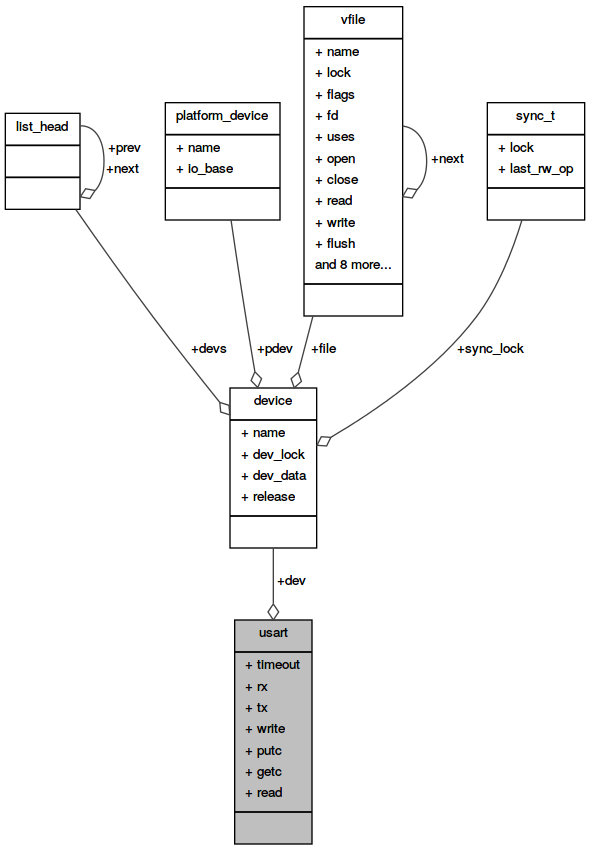 vfile
+ name
+ lock
+ flags
+ fd
+ uses
+ open
+ close
+ read
+ write
+ flush
and 8 more...
+next
list_head
+prev
+next
platform_device
+ name
+ io_base
sync_t
+ lock
+ last_rw_op
+devs
+pdev
+file
+sync_lock
device
+ name
+ dev_lock
+ dev_data
+ release
+dev
usart
+ timeout
+ rx
+ tx
+ write
+ putc
+ getc
+ read